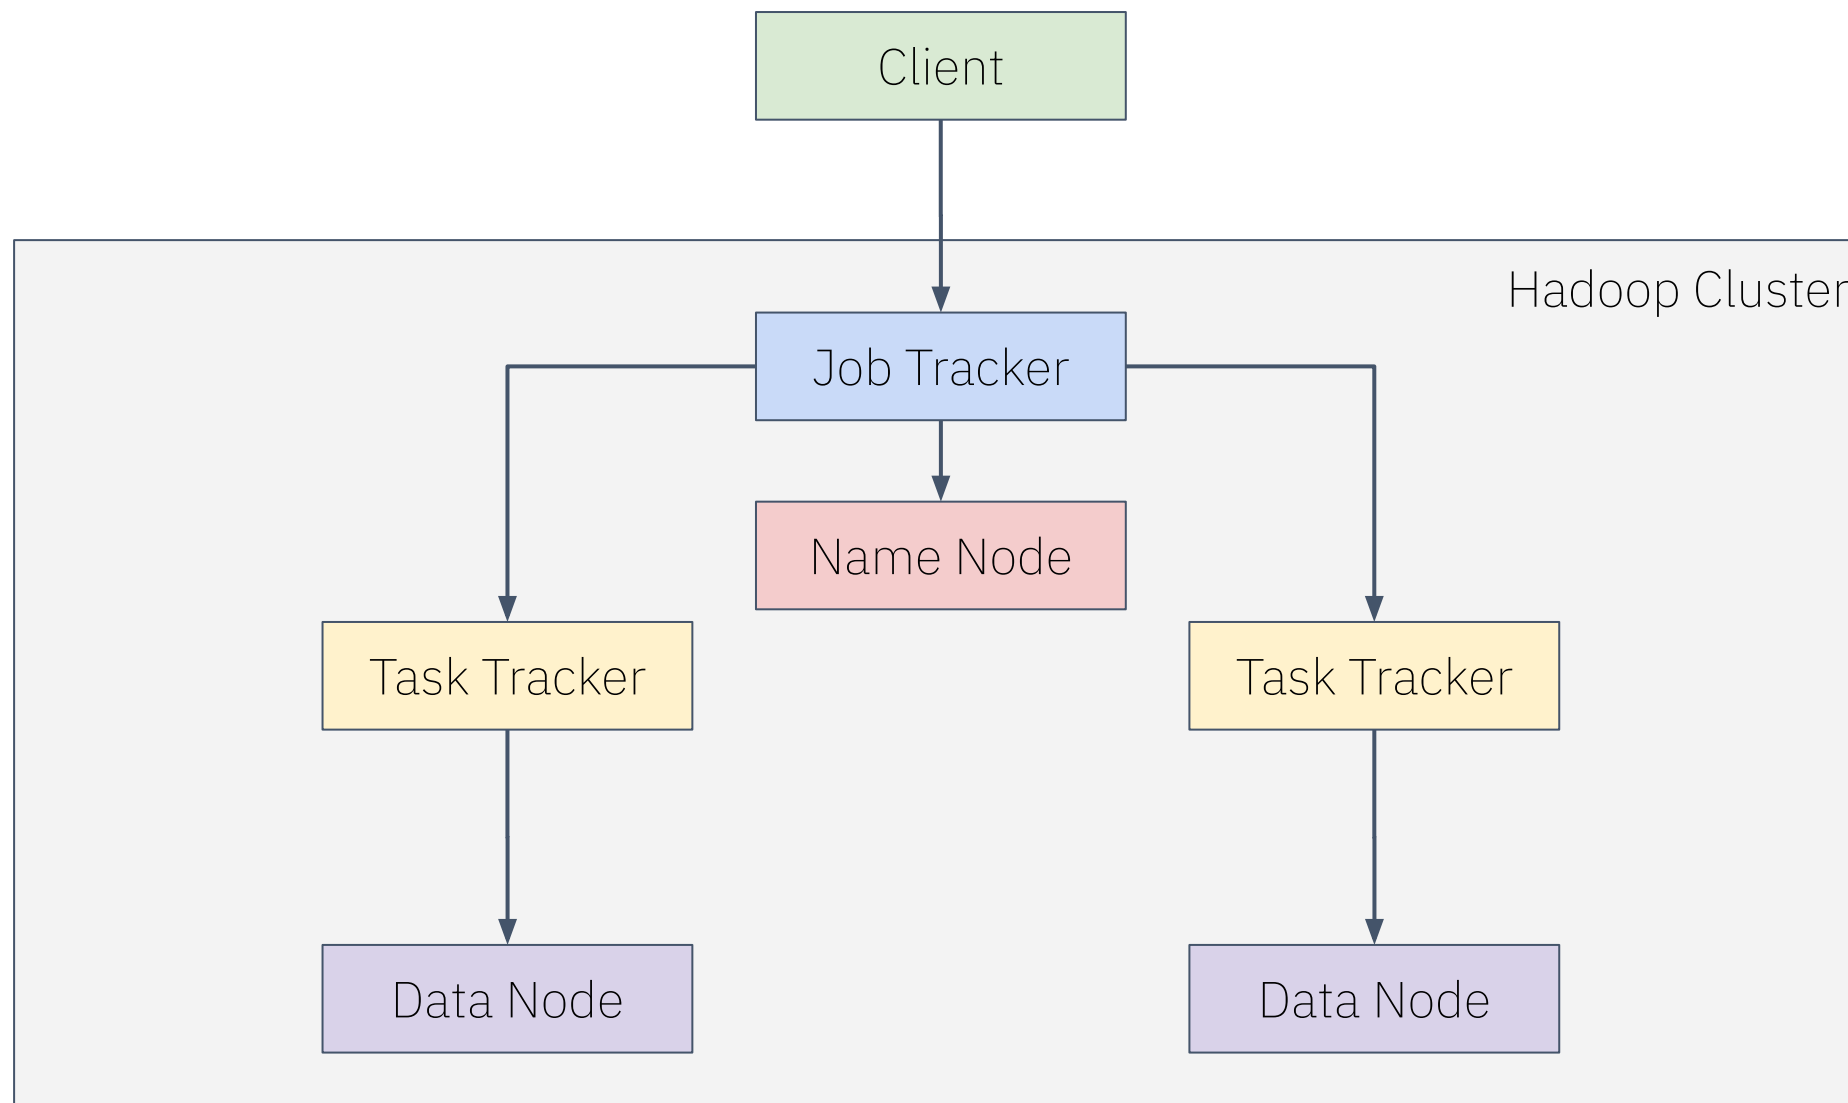 Client
Hadoop Cluster
Job Tracker
Name Node
Task Tracker
Task Tracker
Data Node
Data Node